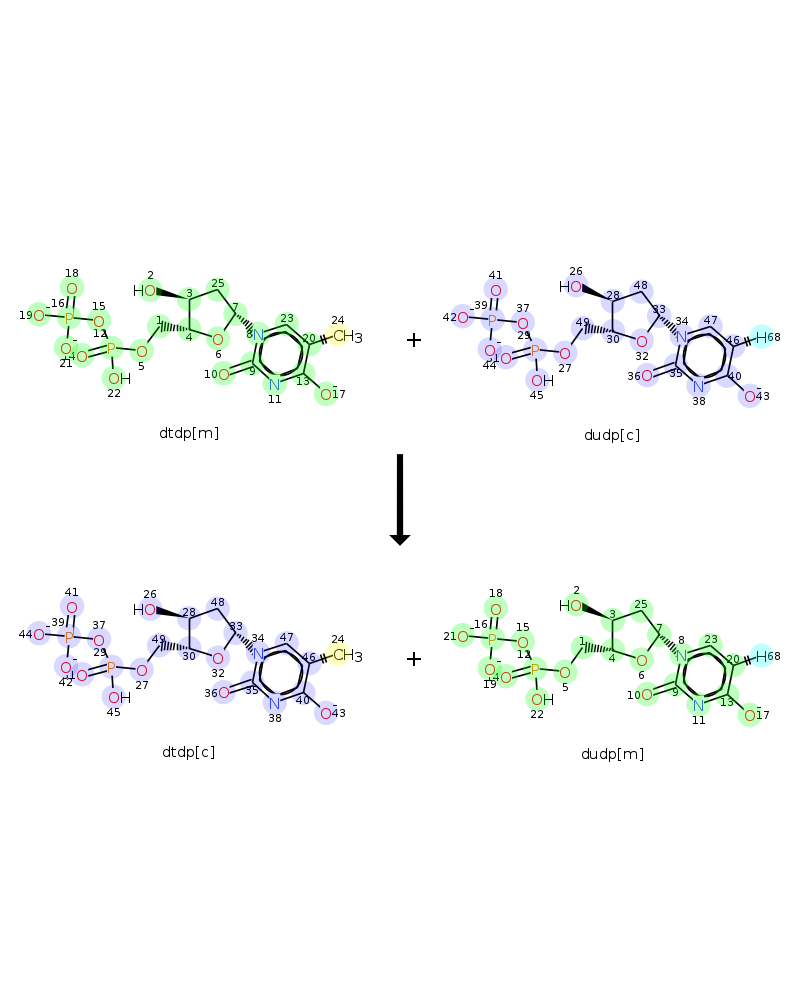 18 2 25
HO 3 7 23 24
O 16 15 1 8 20 CH3
19 O - P O 12 4 O N
O - 14 O P O 6 10 O 9 13
21 5 N O - 17
OH 11
22
dtdp[m]
+
41 26 48
HO 28 33 47
O 39 37 49 34 46 H 68
42 O - P O 29 30 O N
O - 31 O P O 32 36 O 35 40
44 27 N O - 43
OH 38
45
dudp[c]
41 26 48
HO 28 33 47 24
O 39 37 49 34 46 CH3
44 O - P O 29 30 O N
O - 31 O P O 32 36 O 35 40
42 27 N O - 43
OH 38
45
dtdp[c]
+
18 2 25
HO 3 7 23
O 16 15 1 8 20 H 68
21 O - P O 12 4 O N
O - 14 O P O 6 10 O 9 13
19 5 N O - 17
OH 11
22
dudp[m]